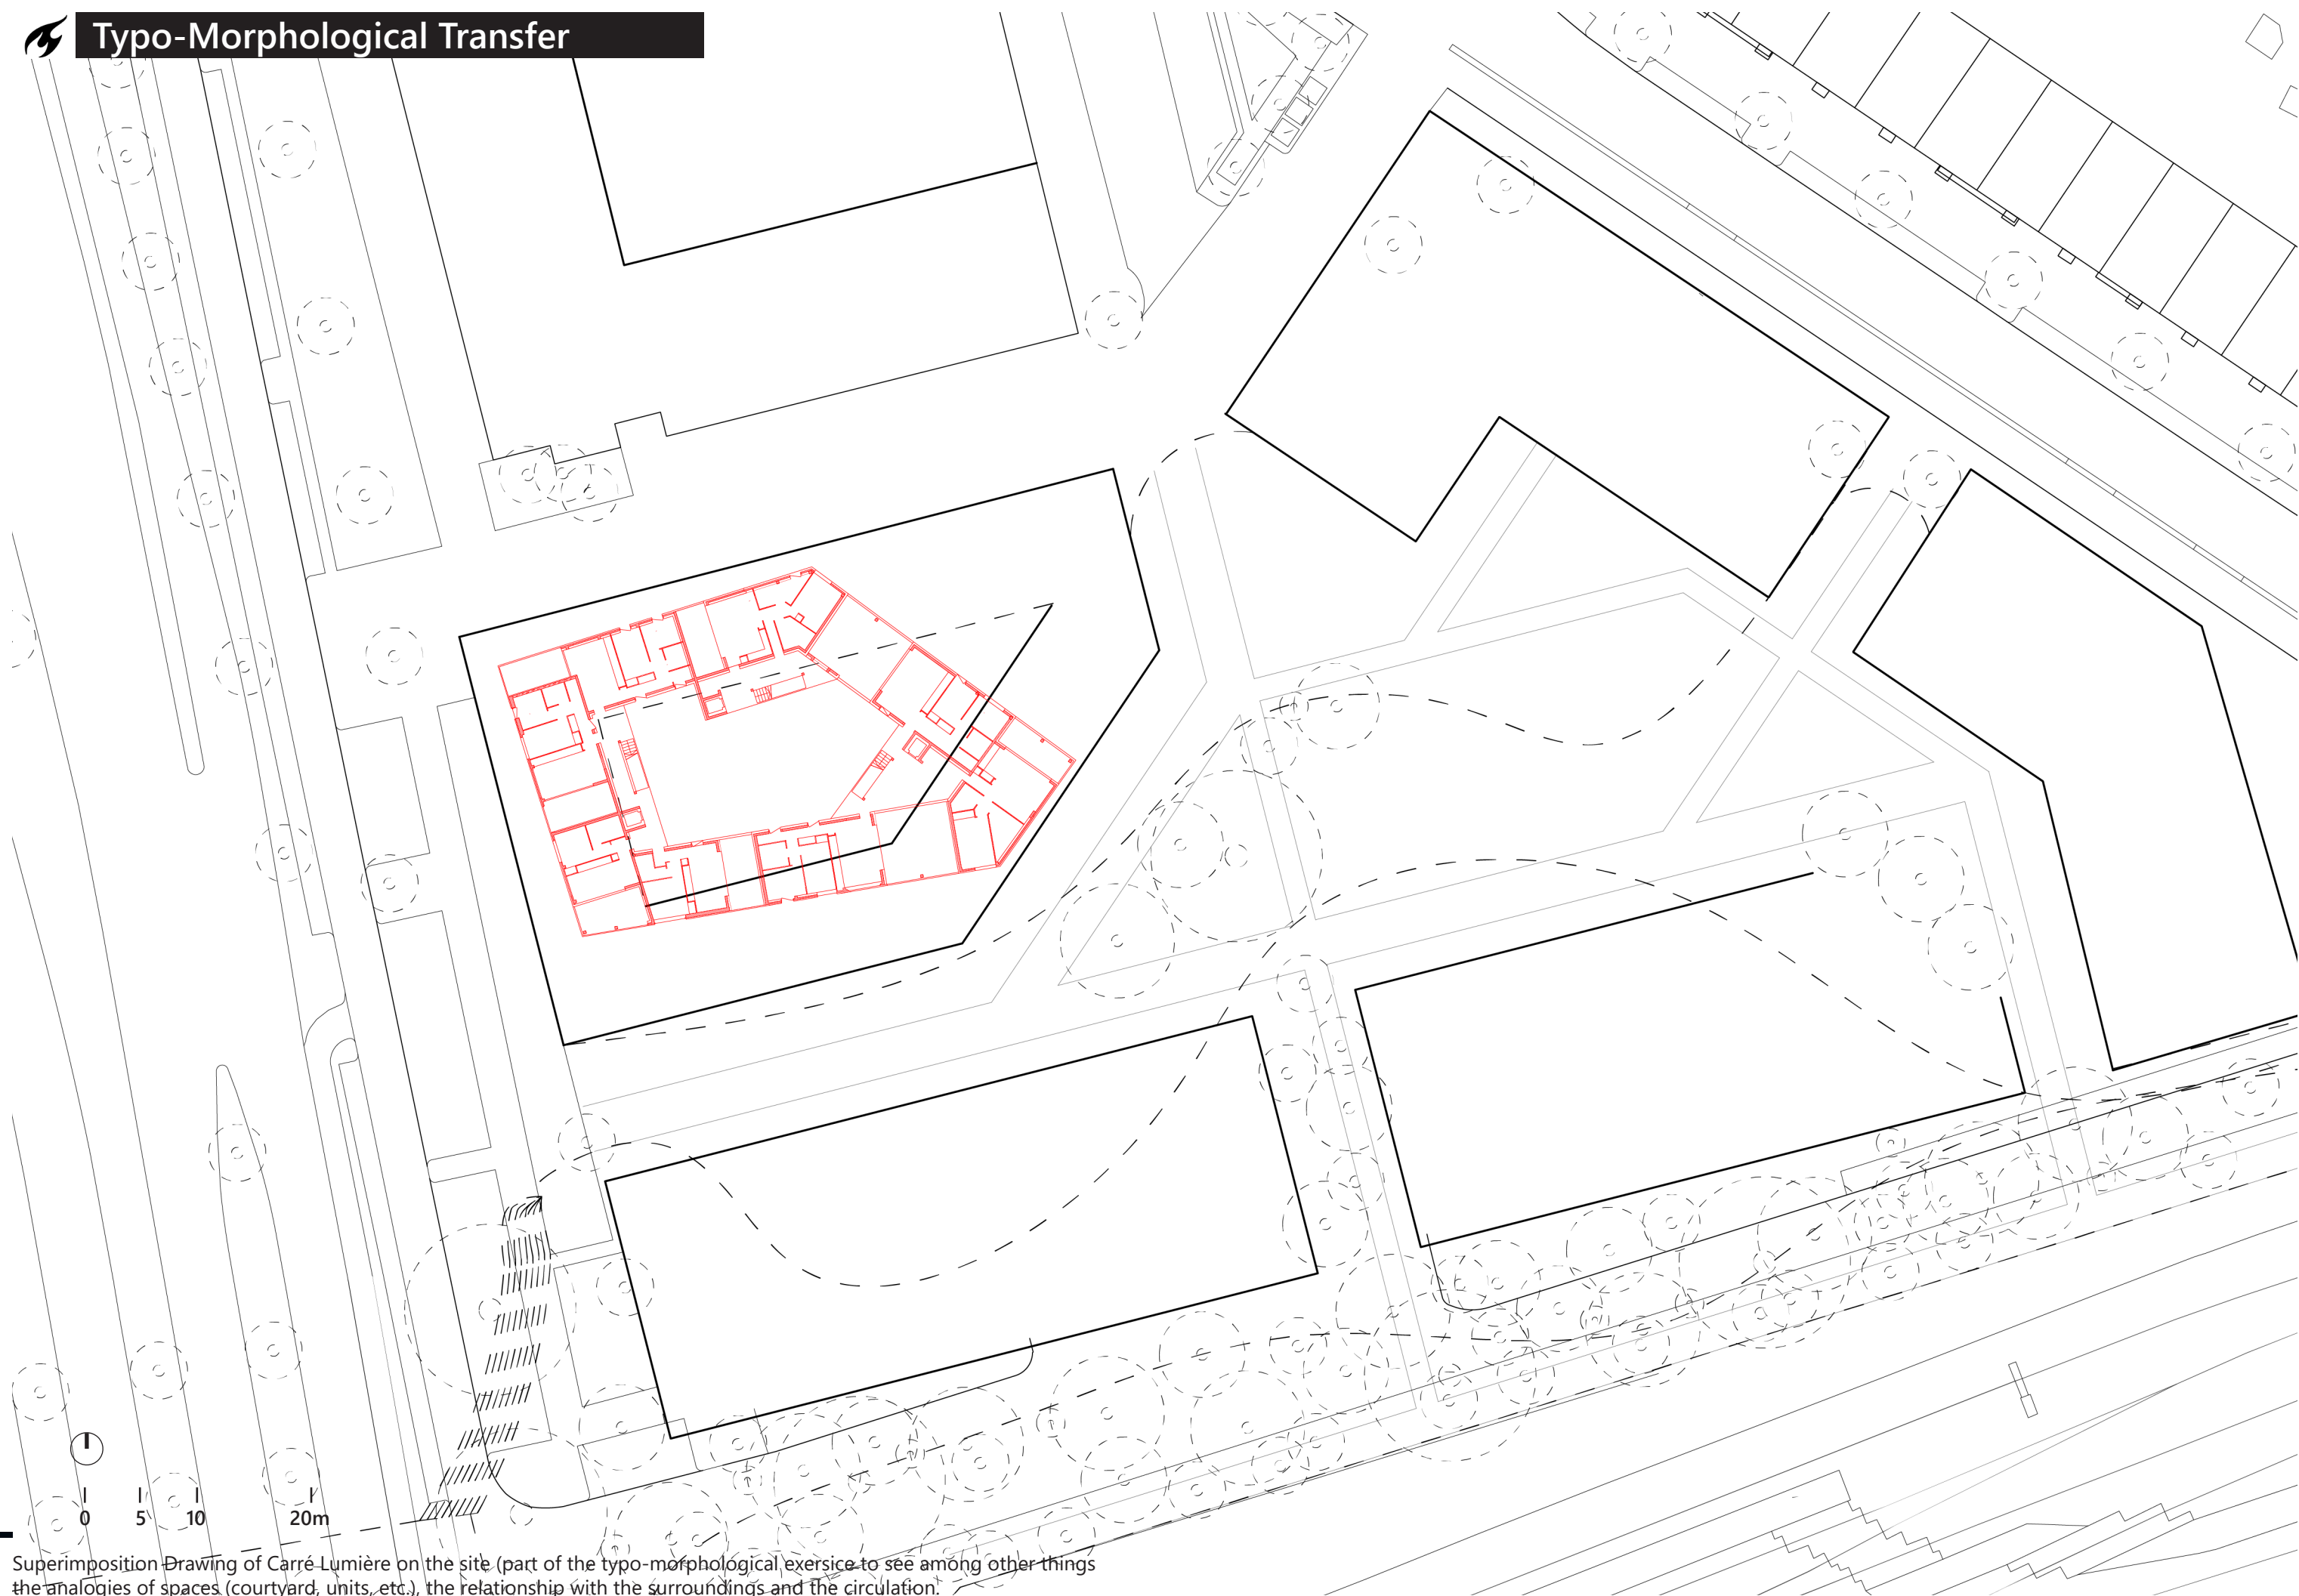 Typo-Morphological Transfer
0 5 10 20m
Superimposition Drawing of Carré Lumière on the site (part of the typo-morphological exersice to see among other things
the analogies of spaces (courtyard, units, etc.), the relationship with the surroundings and the circulation.